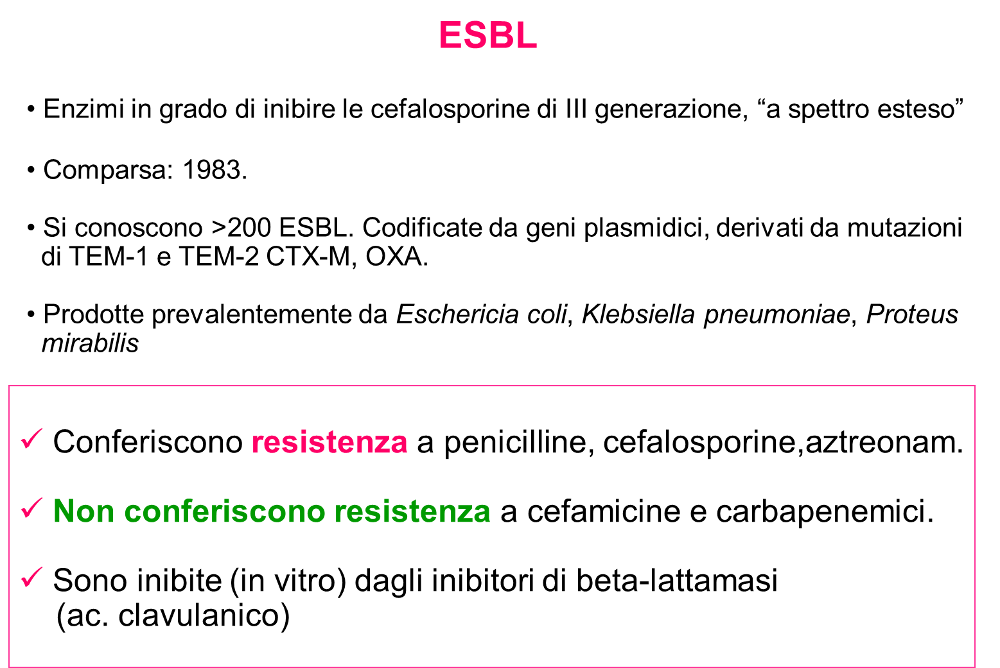 ESBL
• Enzimi in grado di inibire le cefalosporine di III generazione, “a spettro esteso”
• Comparsa: 1983.
• Si conoscono >200 ESBL. Codificate da geni plasmidici, derivati da mutazioni
di TEM-1 e TEM-2 CTX-M, OXA.
• Prodotte prevalentemente da Eschericia coli, Klebsiella pneumoniae, Proteus
mirabilis
✓ Conferiscono resistenza a penicilline, cefalosporine,aztreonam.
✓ Non conferiscono resistenza a cefamicine e carbapenemici.
✓ Sono inibite (in vitro) dagli inibitori di beta-lattamasi
(ac. clavulanico)